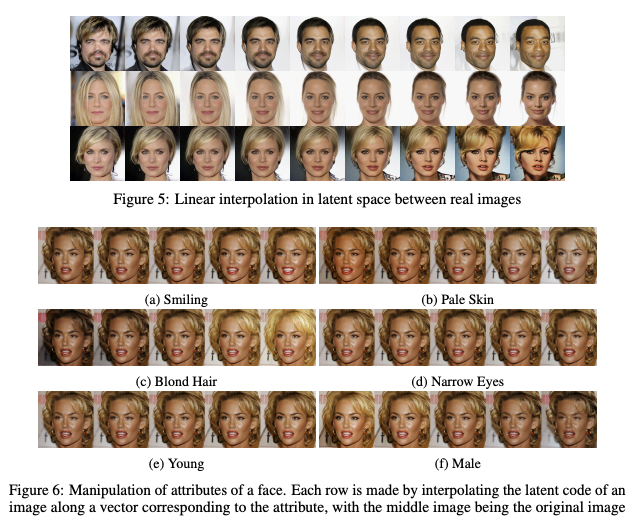 Figure 5: Linear interpolation in latent space between real images
(a) Smiling
(b) Pale Skin
(c) Blond Hair
(d) Narrow Eyes
(e) Young
(f) Male
Figure 6: Manipulation of attributes of a face. Each row is made by interpolating the latent code of an
image along a vector corresponding to the attribute, with the middle image being the original image